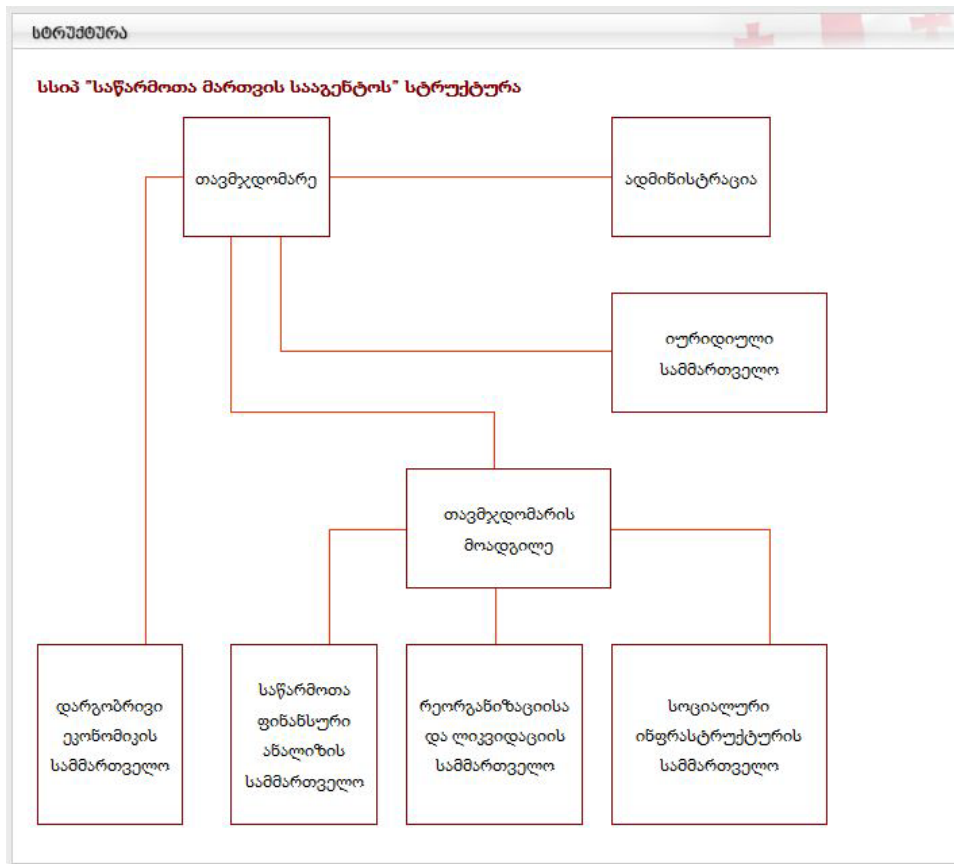 სტრუქტურა
სსიპ "საწარმოთა მართვის სააგენტოს" სტრუქტურა
თავმჯდომარე
ადმინისტრაცია
იურიდიული
სამმართველო
თავმჯდომარის
მოადგილე
დარგობრივი
ეკონომიკის
სამმართველო
საწარმოთა
ფინანსური
ანალიზის
სამმართველო
რეორგანიზაციისა
და ლიკვიდაციის
სამმართველო
სოციალური
ინფრასტრუქტურის
სამმართველო